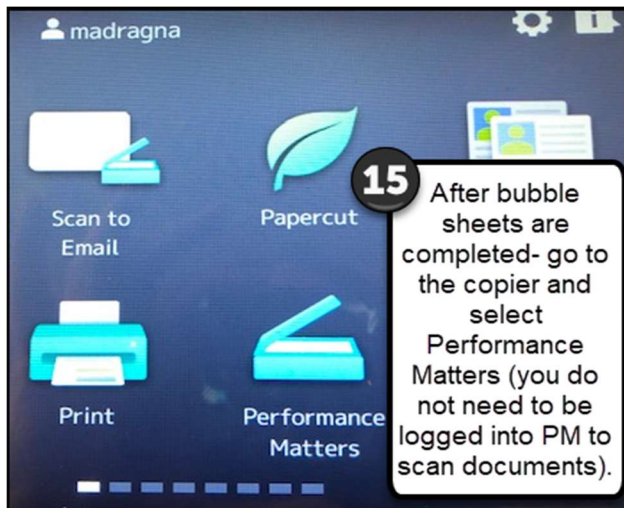 madragna
Scan to
Email
Papercut
Print
Performance
Matters
15
After bubble
sheets are
completed- go to
the copier and
select
Performance
Matters (you do
not need to be
logged into PM to
scan documents).